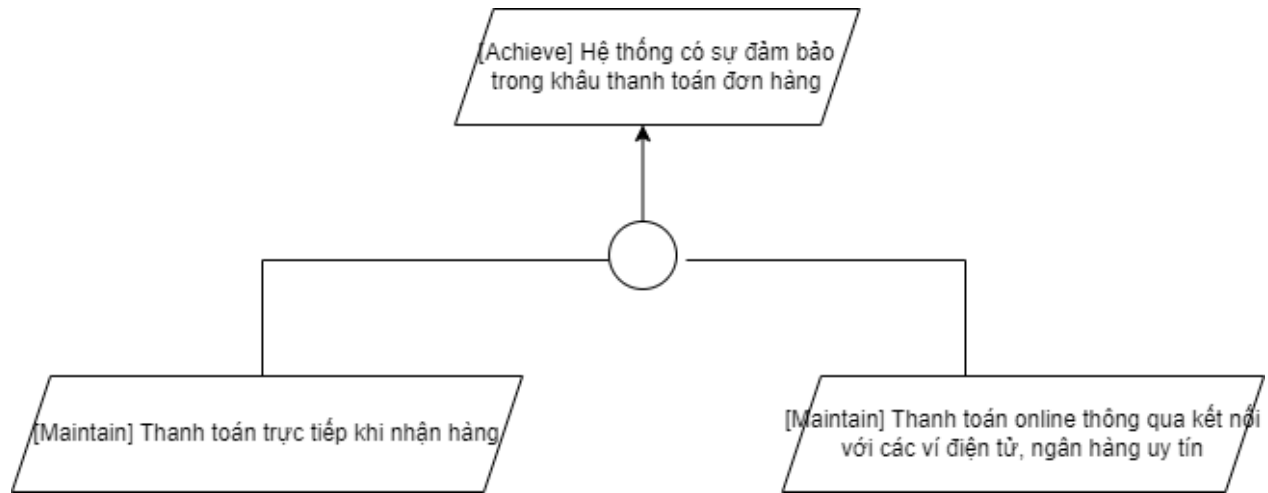 [Achieve] Hệ thống có sự đảm bảo
trong khâu thanh toán đơn hàng
[Maintain] Thanh toán trực tiếp khi nhận hàng
[Maintain] Thanh toán online thông qua kết nối
với các ví điện tử, ngân hàng uy tín